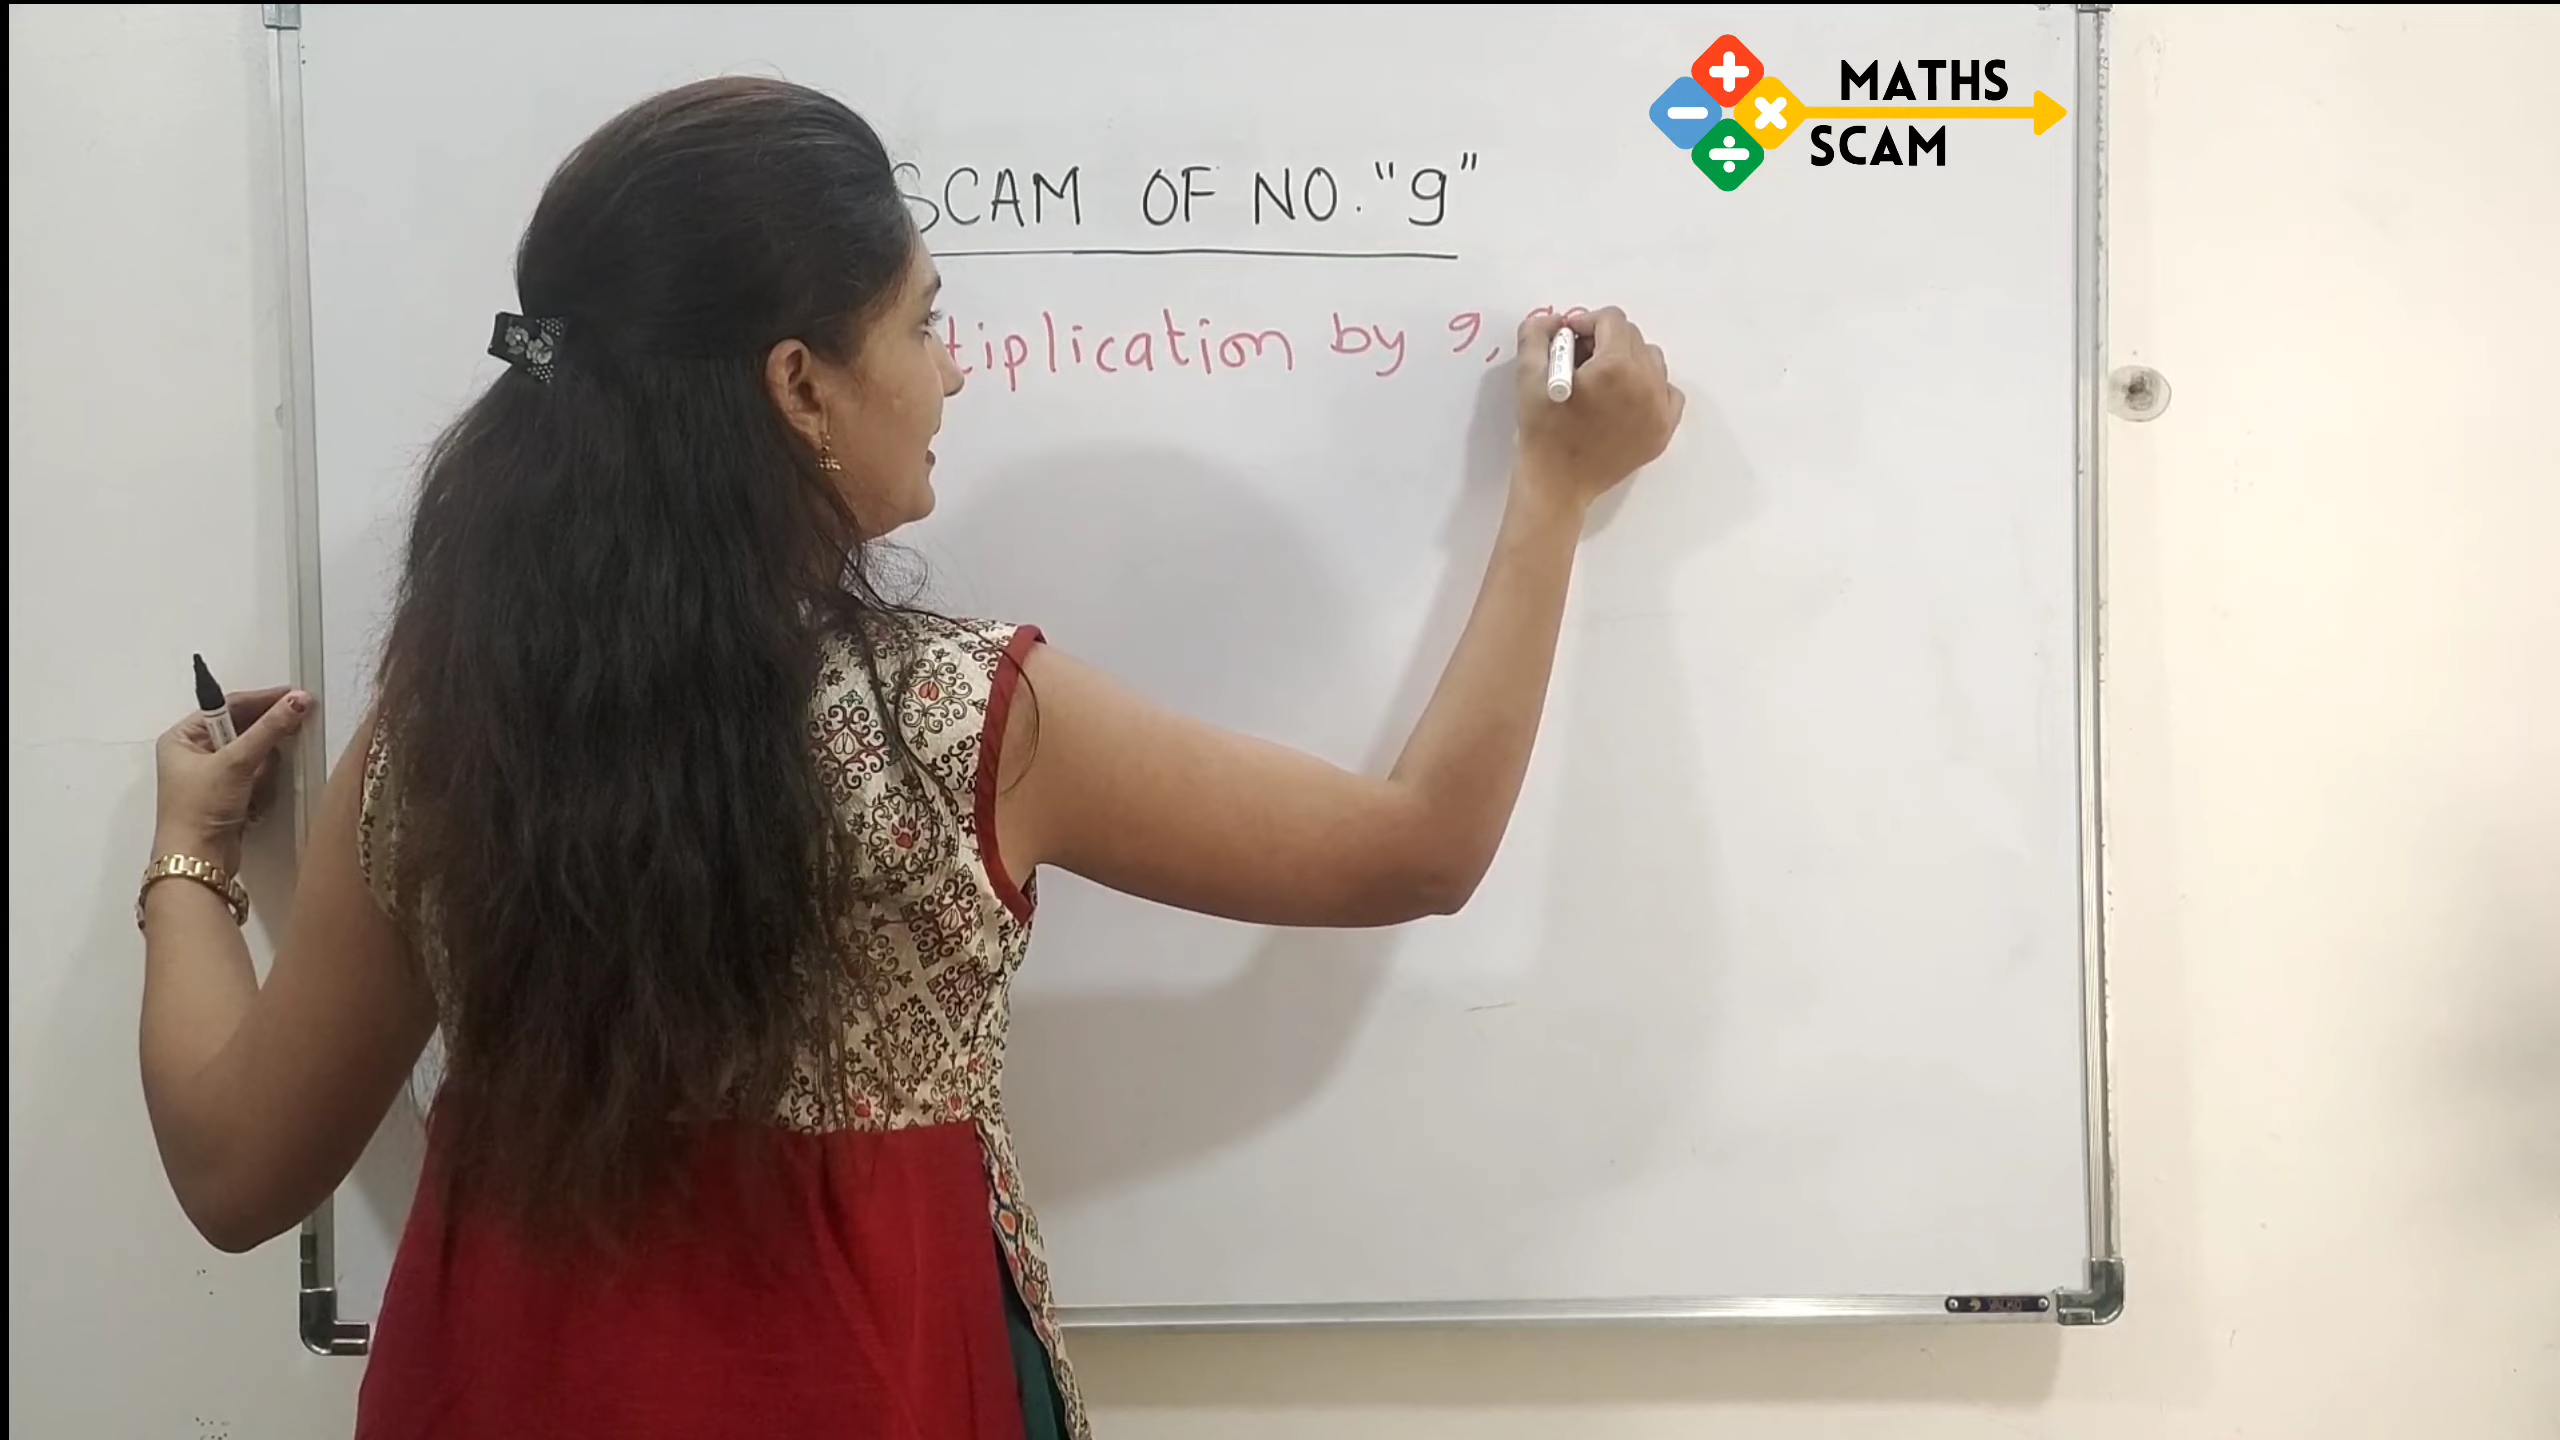 MATHS
SCAM
SCAM OF NO. "9"
tiplication by 9,